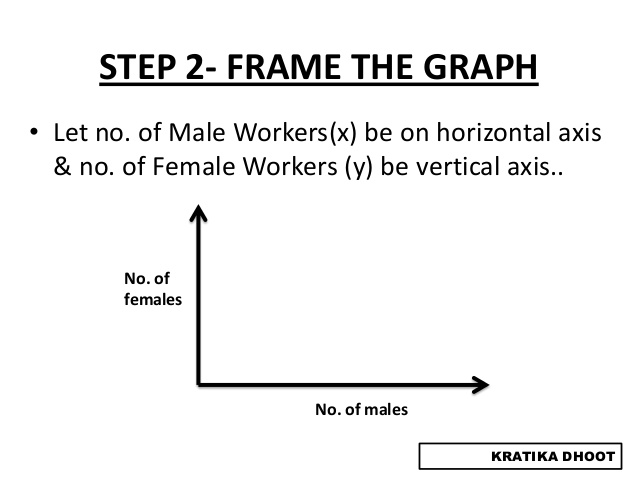 STEP 2- FRAME THE GRAPH
• Let no. of Male Workers(x) be on horizontal axis
& no. of Female Workers (y) be vertical axis..
No. of
females
No. of males
KRATIKA DHOOT